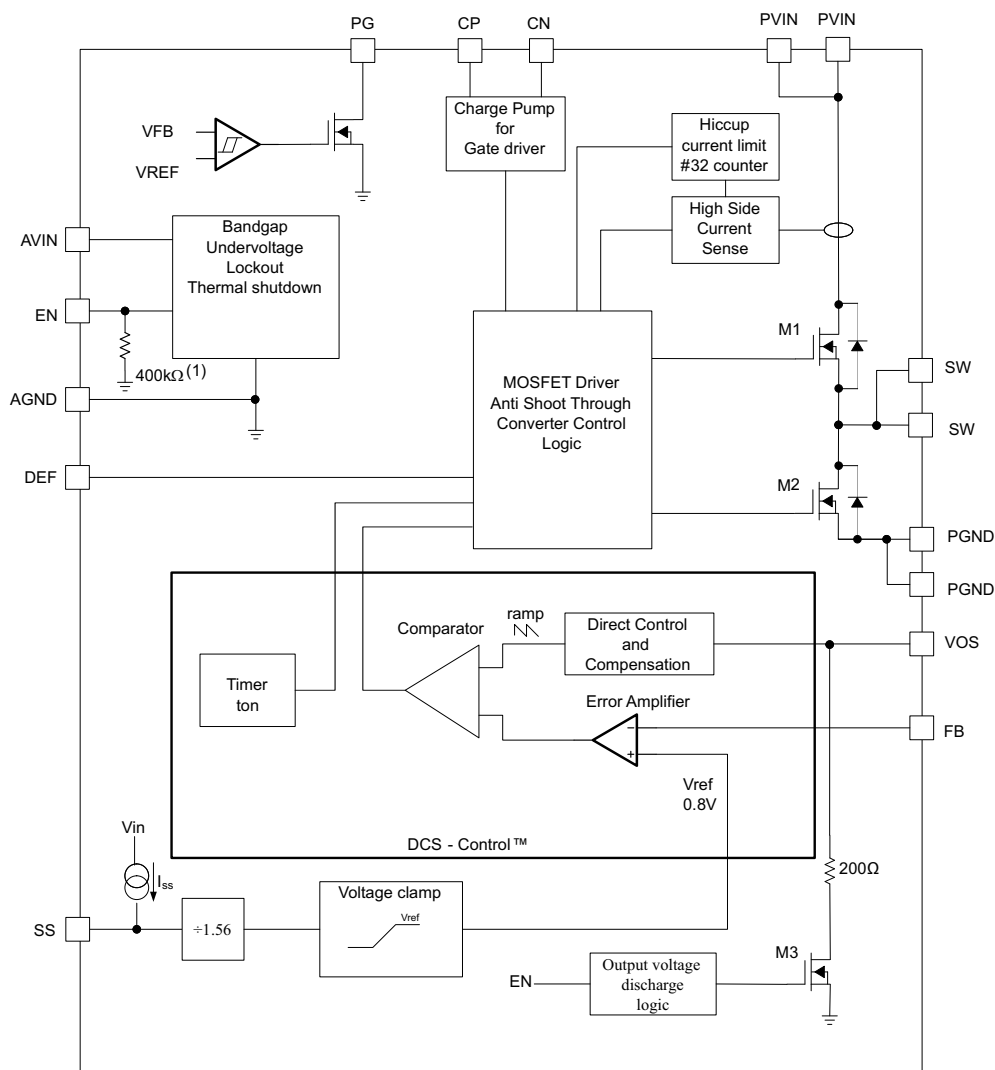 PG
CP
CN
PVIN
PVIN
VFB
VREF
Charge Pump
for
Gate driver
Hiccup
current limit
#32 counter
High Side
Current
Sense
AVIN
Bandgap
Undervoltage
Lockout
Thermal shutdown
EN
400kΩ(1)
AGND
DEF
MOSFET Driver
Anti Shoot Through
Converter Control
Logic
M1
SW
SW
M2
PGND
PGND
Comparator
ramp
Direct Control
and
Compensation
VOS
Timer
ton
Error Amplifier
−
+
FB
Vref
0.8V
DCS - Control™
Vin
Iss
SS
÷1.56
Voltage clamp
Vref
200Ω
M3
EN
Output voltage
discharge
logic